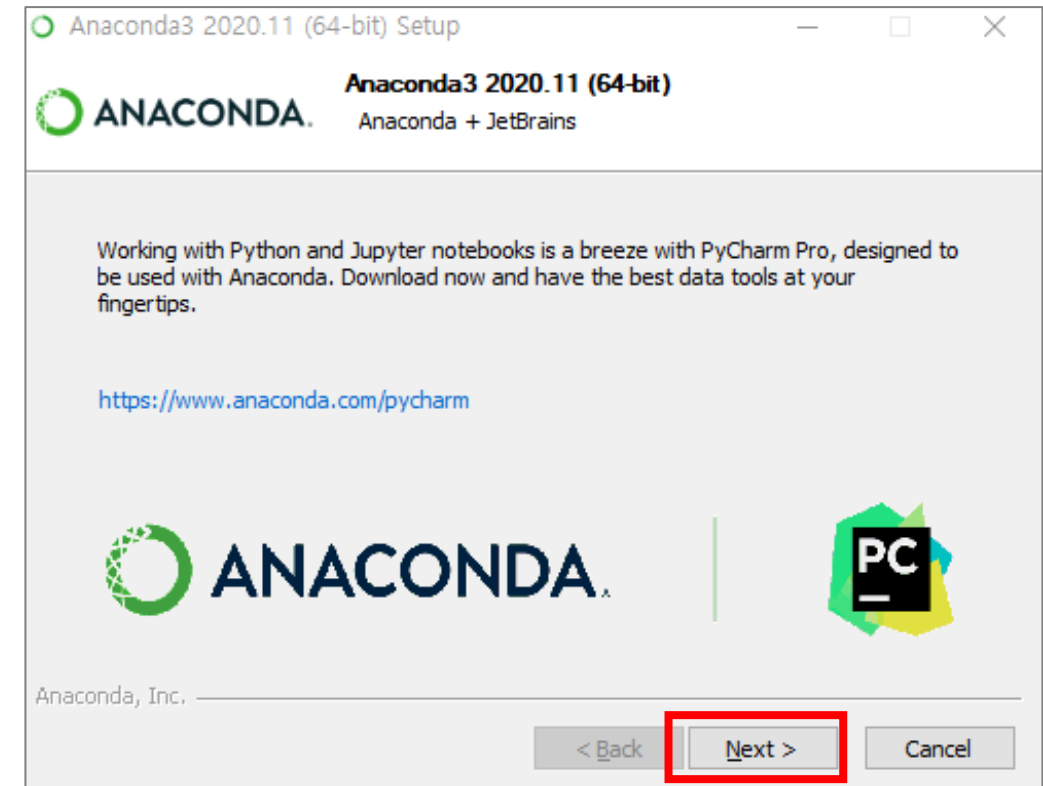 Anaconda3 2020.11 (64-bit) Setup
ANACONDA.
Anaconda3 2020.11 (64-bit)
Anaconda + JetBrains
Working with Python and Jupyter notebooks is a breeze with PyCharm Pro, designed to
be used with Anaconda. Download now and have the best data tools at your
fingertips.
https://www.anaconda.com/pycharm
ANACONDA.
PC
Anaconda, Inc.
< Back Next > Cancel